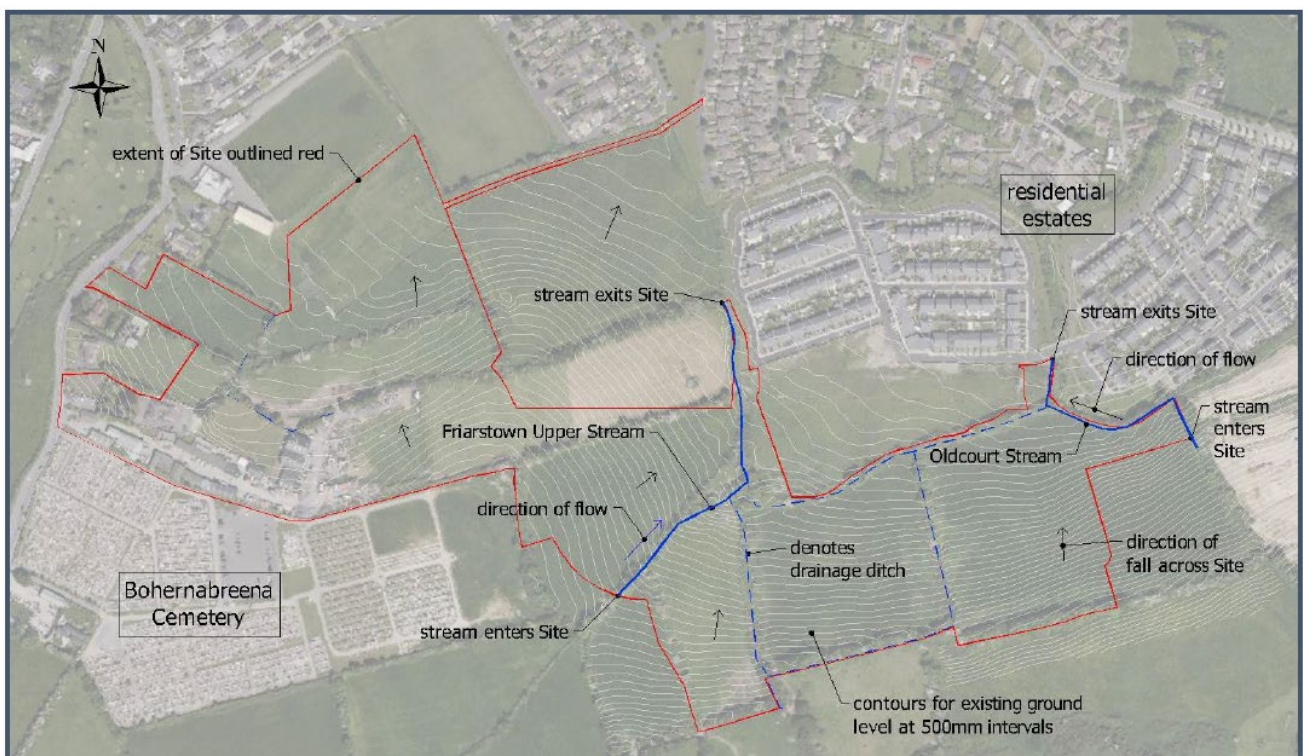 N
extent of Site outlined red
residential
estates
stream exits Site
stream exits Site
direction of flow
stream
enters
Site
Friarstown Upper Stream
Oldcourt Stream
direction of flow
denotes
drainage ditch
direction of
fall across Site
Bohernabreena
Cemetery
stream enters Site
contours for existing ground
level at 500mm intervals